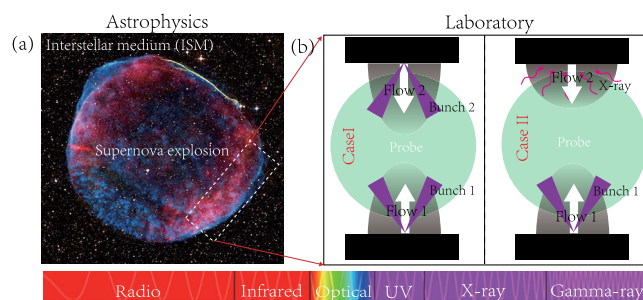 Astrophysics
Laboratory
(a)
Interstellar medium (ISM)
Supernova explosion
(b)
Flow 2
Bunch 2
CaseI
Probe
Bunch 1
Flow 1
Flow 2
X-ray
Case II
Probe
Bunch 1
Flow 1
Radio
Infrared
Optical
UV
X-ray
Gamma-ray